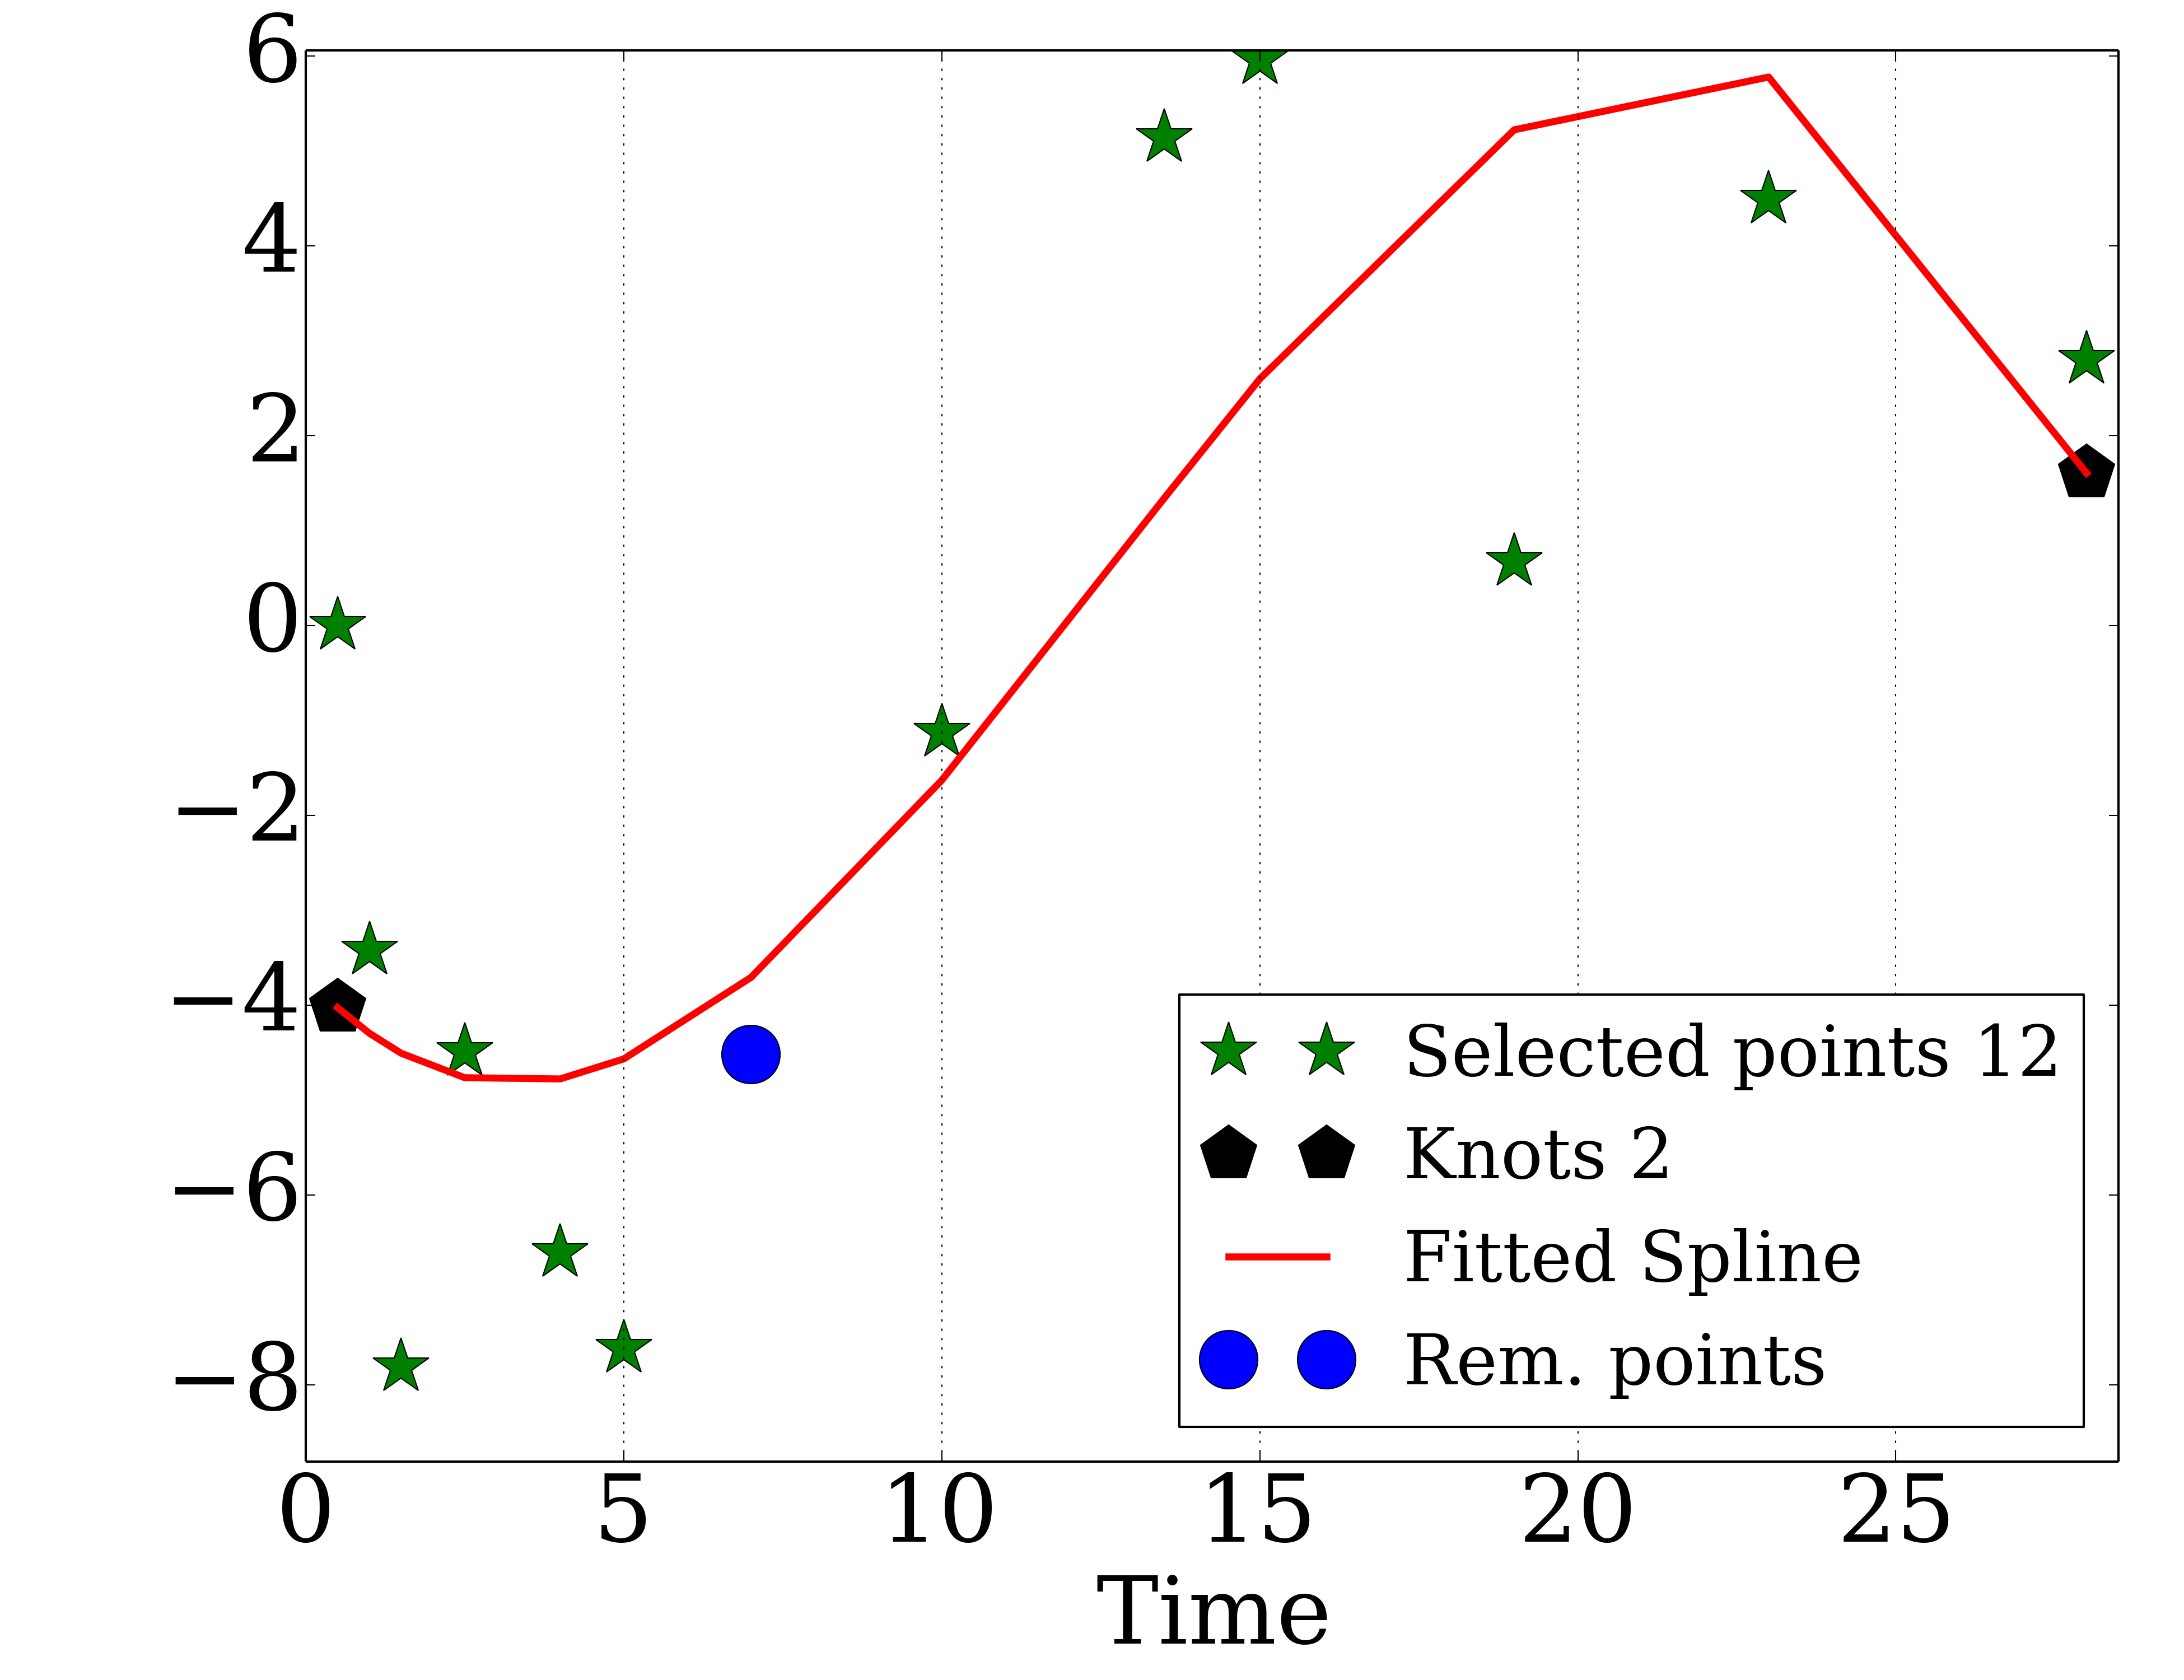 6
4
2
0
−2
−4
−6
−8
Selected points 12
Knots 2
Fitted Spline
Rem. points
0 5 10 15 20 25
Time